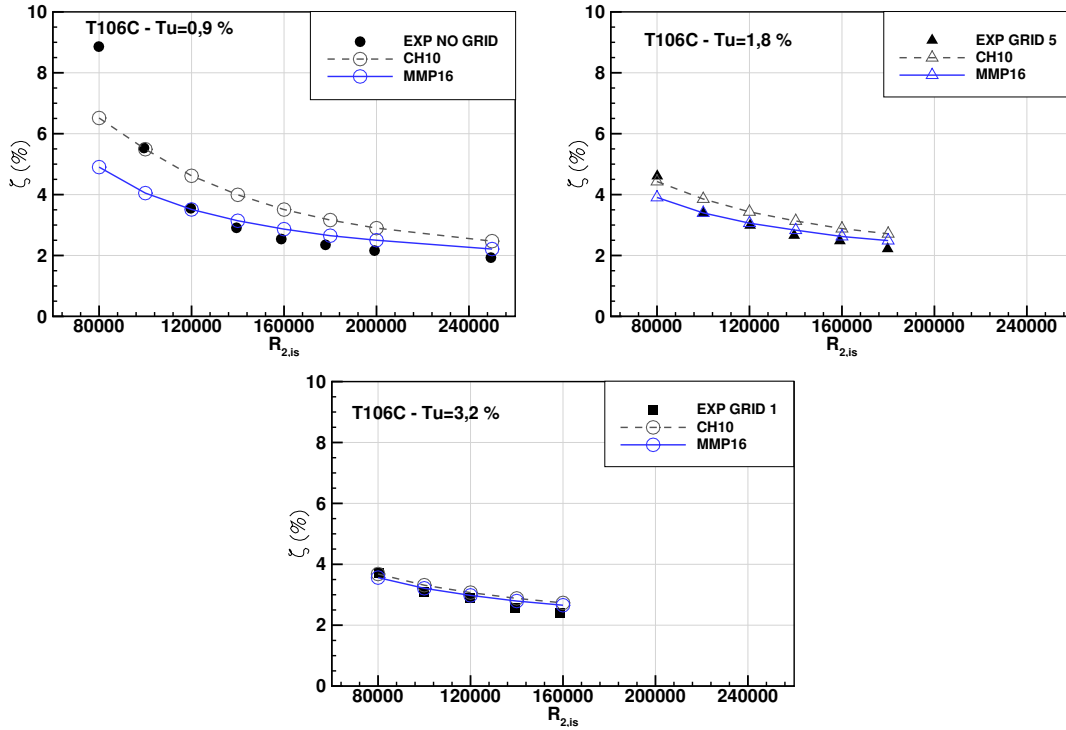 T106C - Tu=0,9 %
EXP NO GRID
CH10
MMP16
ζ (%)
10
8
6
4
2
0
80000 120000 160000 200000 240000
R2,is
T106C - Tu=1,8 %
EXP GRID 5
CH10
MMP16
ζ (%)
10
8
6
4
2
0
80000 120000 160000 200000 240000
R2,is
T106C - Tu=3,2 %
EXP GRID 1
CH10
MMP16
ζ (%)
10
8
6
4
2
0
80000 120000 160000 200000 240000
R2,is